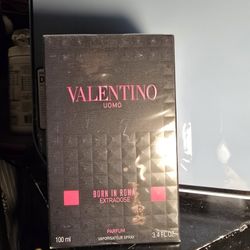 VALENTINO
UOMO
BORN IN ROMA
EXTRADOSE
PARFUM
VAPORISATEUR SPRAY
100 ml
3.4 FL.OZ